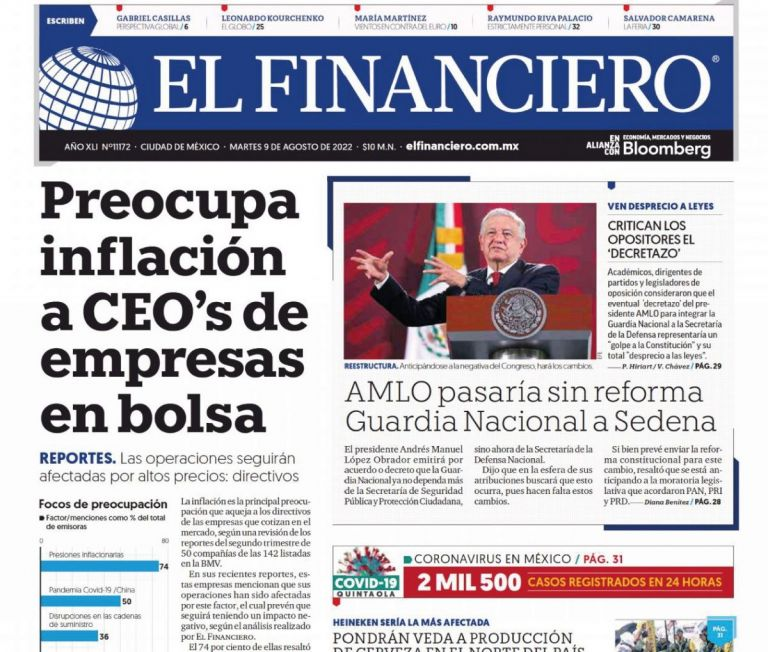 ESCRIBEN
GABRIEL CASILLAS
PERSPECTIVA GLOBAL / 6
LEONARDO KOURCHENKO
EL GLOBO / 25
MARÍA MARTÍNEZ
VIENTOS EN CONTRA DEL EURO / 10
RAYMUNDO RIVA PALACIO
ESTRICTAMENTE PERSONAL / 32
SALVADOR CAMARENA
LA FERIA / 30
EL FINANCIERO®
AÑO XLI Nº11172 · CIUDAD DE MÉXICO · MARTES 9 DE AGOSTO DE 2022 · $10 M.N. · elfinanciero.com.mx
EN ALIANZA CON
ECONOMÍA, MERCADOS Y NEGOCIOS
Bloomberg
Preocupa
inflación
a CEO's de
empresas
en bolsa
REPORTES. Las operaciones seguirán
afectadas por altos precios: directivos
Focos de preocupación
Factor/menciones como % del total
de emisoras
0
80
Presiones inflacionarias
74
Pandemia Covid-19 /China
50
Disrupciones en las cadenas
de suministro
36
La inflación es la principal preocu-
pación que aqueja a los directivos
de las empresas que cotizan en el
mercado, según una revisión de los
reportes del segundo trimestre de
50 compañías de las 142 listadas
en la BMV.
En sus recientes reportes, es-
tas empresas mencionan que sus
operaciones han sido afectadas
por este factor, el cual prevén que
seguirá teniendo un impacto ne-
gativo, según el análisis realizado
por EL FINANCIERO.
El 74 por ciento de ellas resaltó
REESTRUCTURA. Anticipándose a la negativa del Congreso, hará los cambios.
VEN DESPRECIO A LEYES
CRITICAN LOS
OPOSITORES EL
'DECRETAZO'
Académicos, dirigentes de
partidos y legisladores de
oposición consideraron que el
eventual 'decretazo' del pre-
sidente AMLO para integrar la
Guardia Nacional a la Secretaría
de la Defensa representaría un
"golpe a la Constitución" y su
total "desprecio a las leyes".
— P. Hiriart / V. Chávez / PÁG. 29
AMLO pasaría sin reforma
Guardia Nacional a Sedena
El presidente Andrés Manuel
López Obrador emitirá por
acuerdo o decreto que la Guar-
dia Nacional ya no dependa más
de la Secretaría de Seguridad
Pública y Protección Ciudadana,
sino ahora de la Secretaría de la
Defensa Nacional.
Dijo que en la esfera de sus
atribuciones buscará que esto
ocurra, pues hacen falta estos
cambios.
Si bien prevé enviar la refor-
ma constitucional para este
cambio, resaltó que se está an-
ticipando a la moratoria legis-
lativa que acordaron PAN, PRI
y PRD. — Diana Benítez / PÁG. 28
COVID-19
QUINTA OLA
CORONAVIRUS EN MÉXICO / PÁG. 31
2 MIL 500 CASOS REGISTRADOS EN 24 HORAS
HEINEKEN SERÍA LA MÁS AFECTADA
PONDRÁN VEDA A PRODUCCIÓN
DE CERVEZA EN EL NORTE DEL PAÍS
PÁG.
31